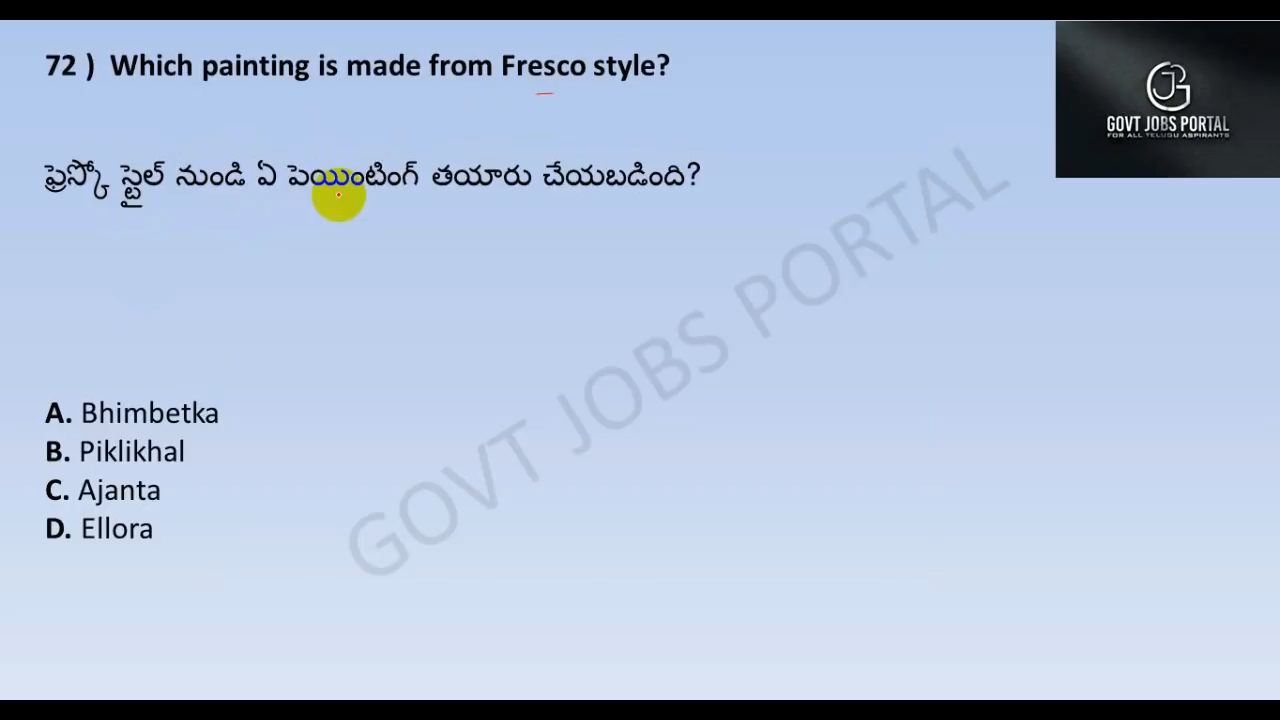 72 ) Which painting is made from Fresco style?
GOVT JOBS PORTAL
FOR ALL TELUGU ASPIRANTS
ఫ్రెస్కో స్టైల్ నుండి ఏ పెయింటింగ్ తయారు చేయబడింది?
GOVT JOBS PORTAL
A. Bhimbetka
B. Piklikhal
C. Ajanta
D. Ellora